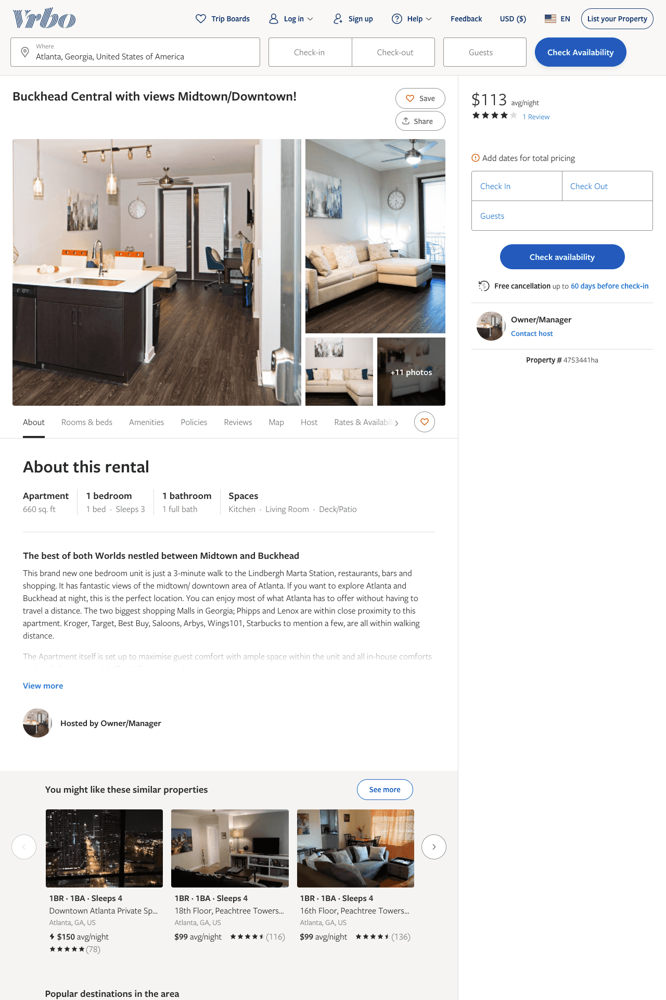 Vrbo
Trip Boards
Log in
Sign up
Help
Feedback
USD ($)
EN
List your Property
Where
Atlanta, Georgia, United States of America
Check-in
Check-out
Guests
Check Availability
Buckhead Central with views Midtown/Downtown!
Save
Share
+11 photos
$113 avg/night
1 Review
Add dates for total pricing
Check In
Check Out
Guests
Check availability
Free cancellation up to 60 days before check-in
Owner/Manager
Contact host
Property # 4753441ha
About
Rooms & beds
Amenities
Policies
Reviews
Map
Host
Rates & Availabili
About this rental
Apartment
660 sq. ft
1 bedroom
1 bed · Sleeps 3
1 bathroom
1 full bath
Spaces
Kitchen · Living Room · Deck/Patio
The best of both Worlds nestled between Midtown and Buckhead
This brand new one bedroom unit is just a 3-minute walk to the Lindbergh Marta Station, restaurants, bars and
shopping. It has fantastic views of the midtown/ downtown area of Atlanta. If you want to explore Atlanta and
Buckhead at night, this is the perfect location. You can enjoy most of what Atlanta has to offer without having to
travel a distance. The two biggest shopping Malls in Georgia; Phipps and Lenox are within close proximity to this
apartment. Kroger, Target, Best Buy, Saloons, Arbys, Wings101, Starbucks to mention a few, are all within walking
distance.
The Apartment itself is set up to maximise guest comfort with ample space within the unit and all in-house comforts
View more
Hosted by Owner/Manager
You might like these similar properties
See more
1BR · 1BA · Sleeps 4
Downtown Atlanta Private Sp...
Atlanta, GA, US
$150 avg/night
(78)
1BR · 1BA · Sleeps 4
18th Floor, Peachtree Towers...
Atlanta, GA, US
$99 avg/night
(116)
1BR · 1BA · Sleeps 4
16th Floor, Peachtree Towers...
Atlanta, GA, US
$99 avg/night
(136)
Popular destinations in the area